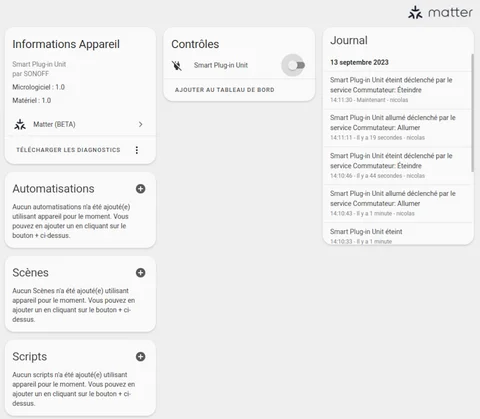 matter
Informations Appareil
Smart Plug-in Unit
par SONOFF
Micrologiciel : 1.0
Matériel : 1.0
Matter (BETA)
TÉLÉCHARGER LES DIAGNOSTICS
Automatisations
Aucun automatisations n'a été ajouté(e)
utilisant appareil pour le moment. Vous
pouvez en ajouter un en cliquant sur le
bouton + ci-dessus.
Scènes
Aucun Scènes n'a été ajouté(e) utilisant
appareil pour le moment. Vous pouvez en
ajouter un en cliquant sur le bouton + ci-
dessus.
Scripts
Aucun scripts n'a été ajouté(e) utilisant
appareil pour le moment. Vous pouvez en
ajouter un en cliquant sur le bouton + ci-
dessus.
Contrôles
Smart Plug-in Unit
AJOUTER AU TABLEAU DE BORD
Journal
13 septembre 2023
Smart Plug-in Unit éteint déclenché par le
service Commutateur: Éteindre
14:11:30 - Maintenant - nicolas
Smart Plug-in Unit allumé déclenché par le
service Commutateur: Allumer
14:11:11 - Il y a 19 secondes - nicolas
Smart Plug-in Unit éteint déclenché par le
service Commutateur: Éteindre
14:10:46 - Il y a 44 secondes - nicolas
Smart Plug-in Unit allumé déclenché par le
service Commutateur: Allumer
14:10:43 - Il y a 1 minute - nicolas
Smart Plug-in Unit éteint
14:10:33 - Il y a 1 minute